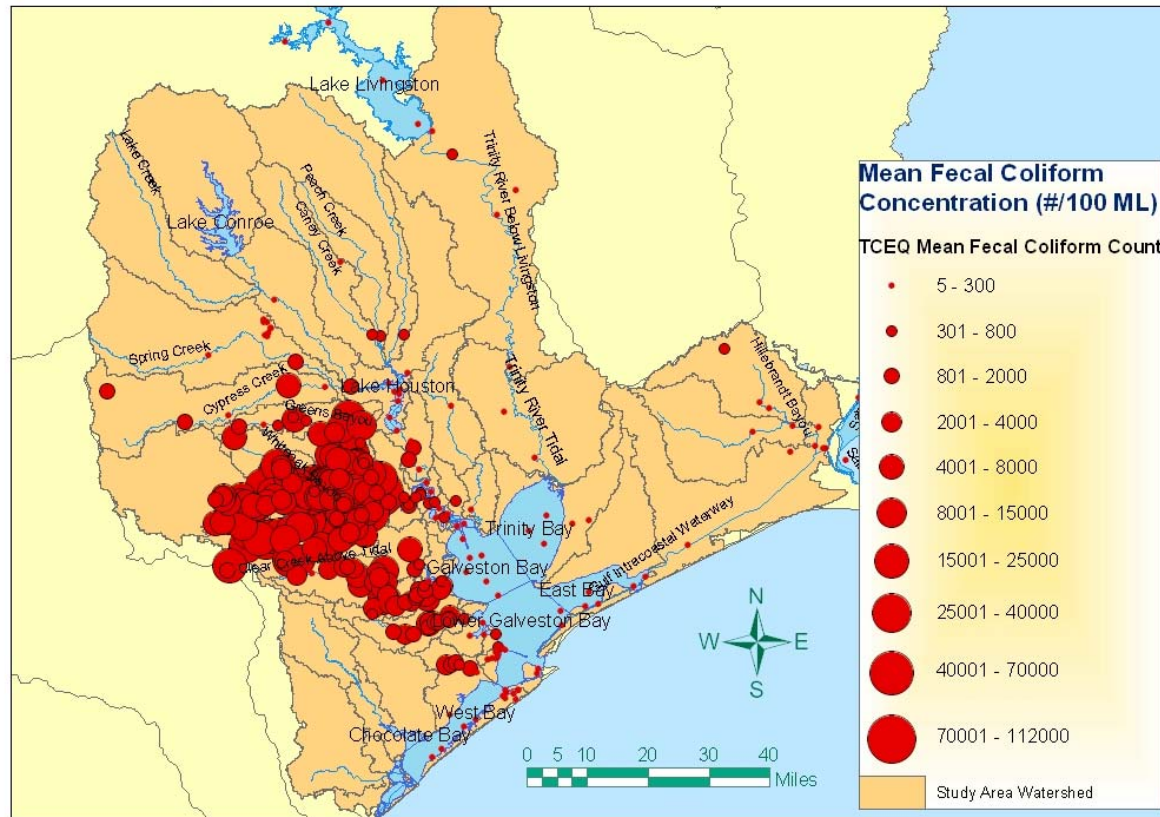 Lake Livingston
Lake Creek
Peach Creek
Caney Creek
Lake Conroe
Trinity River Below Livingston
Spring Creek
Cypress Creek
Lake Houston
Greens Bayou
Trinity River Tidal
Hillebrandt Bayou
Clear Creek Above Tidal
Trinity Bay
Galveston Bay
East Bay
Gulf Intracoastal Waterway
Lower Galveston Bay
West Bay
Chocolate Bay
N
W E
S
0 5 10 20 30 40
Miles
Mean Fecal Coliform
Concentration (#/100 ML)
TCEQ Mean Fecal Coliform Count
5 - 300
301 - 800
801 - 2000
2001 - 4000
4001 - 8000
8001 - 15000
15001 - 25000
25001 - 40000
40001 - 70000
70001 - 112000
Study Area Watershed